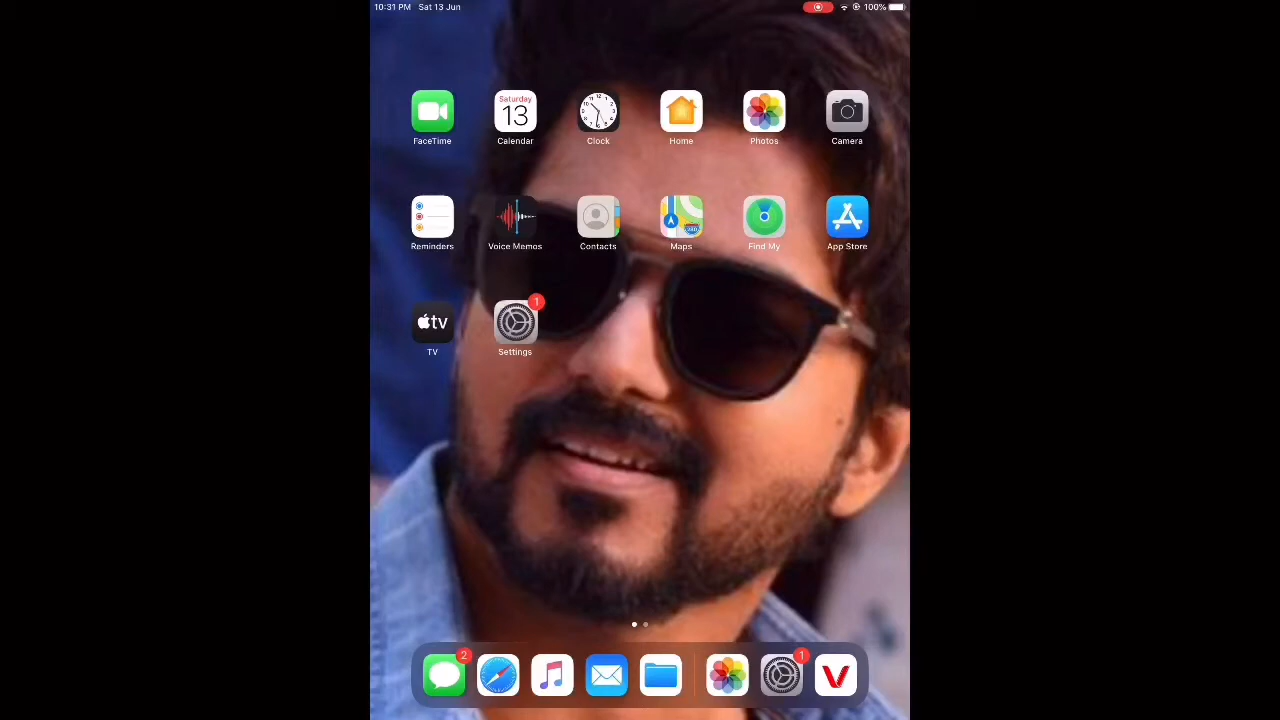 10:31 PM Sat 13 Jun 100%
Saturday
13
FaceTime Calendar Clock Home Photos Camera
Reminders Voice Memos Contacts Maps Find My App Store
tv 1
TV Settings
2 1